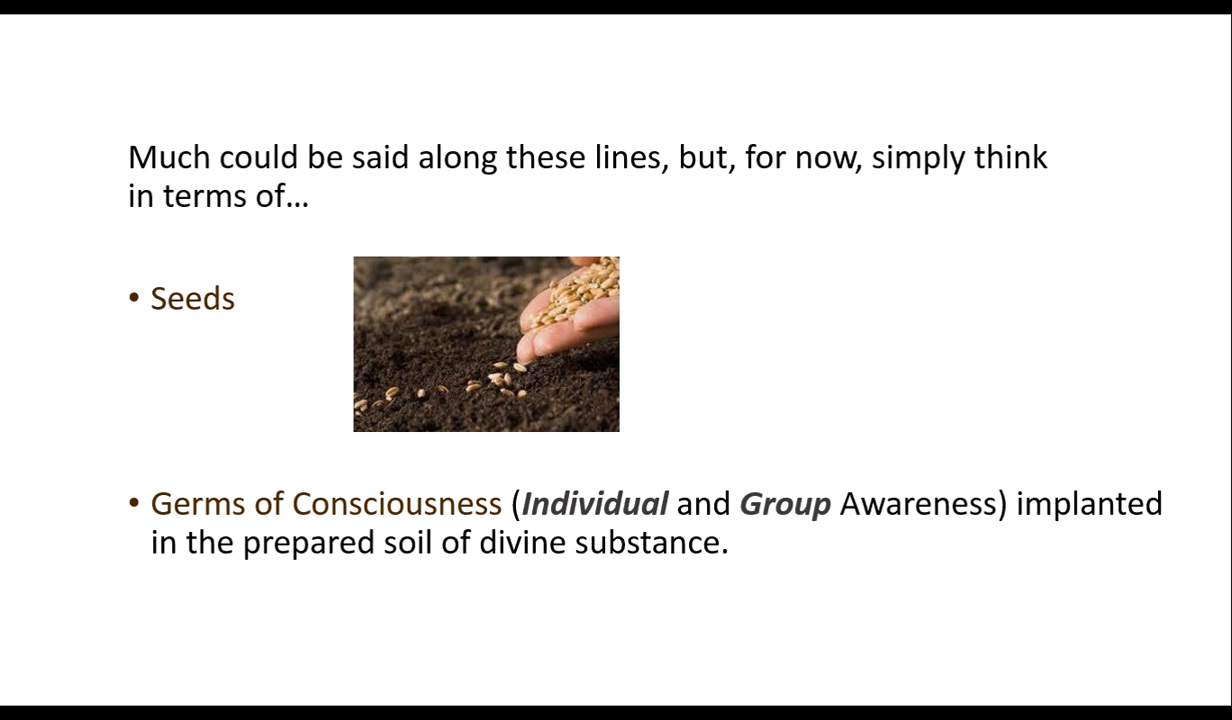 Much could be said along these lines, but, for now, simply think
in terms of…
• Seeds
• Germs of Consciousness (Individual and Group Awareness) implanted
in the prepared soil of divine substance.